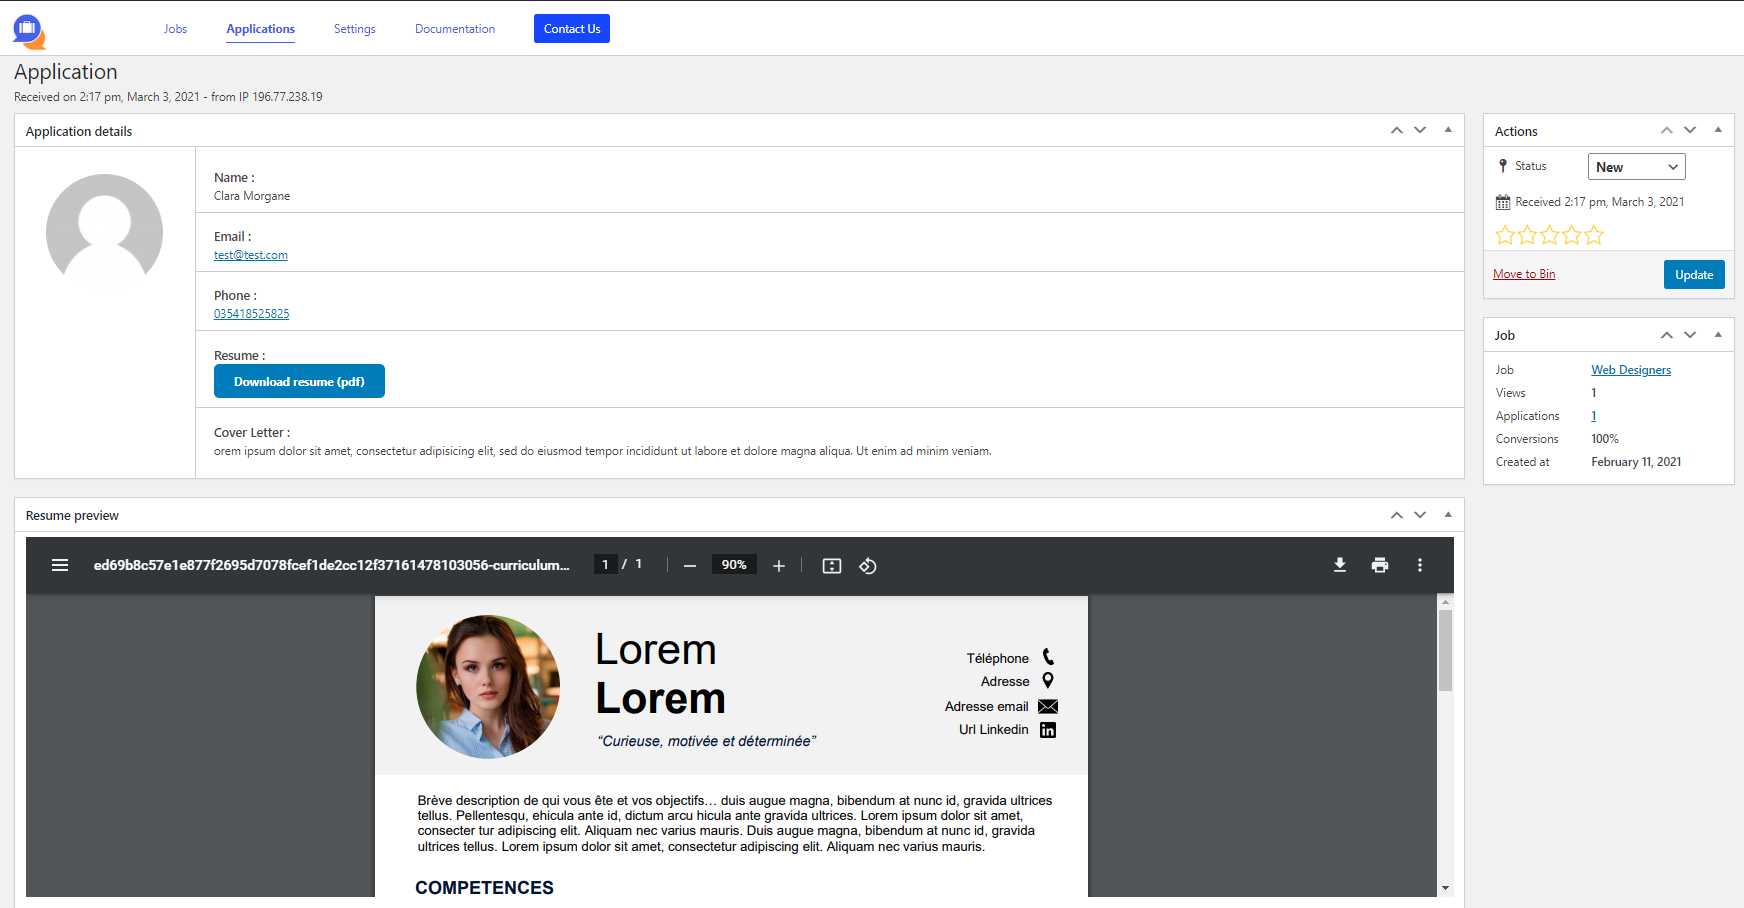 Jobs
Applications
Settings
Documentation
Contact Us
Application
Received on 2:17 pm, March 3, 2021 - from IP 196.77.238.19
Application details
Name :
Clara Morgane
Email :
test@test.com
Phone :
035418525825
Resume :
Download resume (pdf)
Cover Letter :
orem ipsum dolor sit amet, consectetur adipisicing elit, sed do eiusmod tempor incididunt ut labore et dolore magna aliqua. Ut enim ad minim veniam.
Actions
Status
New
Received 2:17 pm, March 3, 2021
Move to Bin
Update
Job
Job Web Designers
Views 1
Applications 1
Conversions 100%
Created at February 11, 2021
Resume preview
ed69b8c57e1e877f2695d7078fcef1de2cc12f37161478103056-curriculum...
1 / 1
90%
Lorem
Lorem
“Curieuse, motivée et déterminée”
Téléphone
Adresse
Adresse email
Url Linkedin
in
Brève description de qui vous ête et vos objectifs… duis augue magna, bibendum at nunc id, gravida ultrices
tellus. Pellentesqu, ehicula ante id, dictum arcu hicula ante gravida ultrices. Lorem ipsum dolor sit amet,
consecter tur adipiscing elit. Aliquam nec varius mauris. Duis augue magna, bibendum at nunc id, gravida
ultrices tellus. Lorem ipsum dolor sit amet, consectetur adipiscing elit. Aliquam nec varius mauris.
COMPETENCES